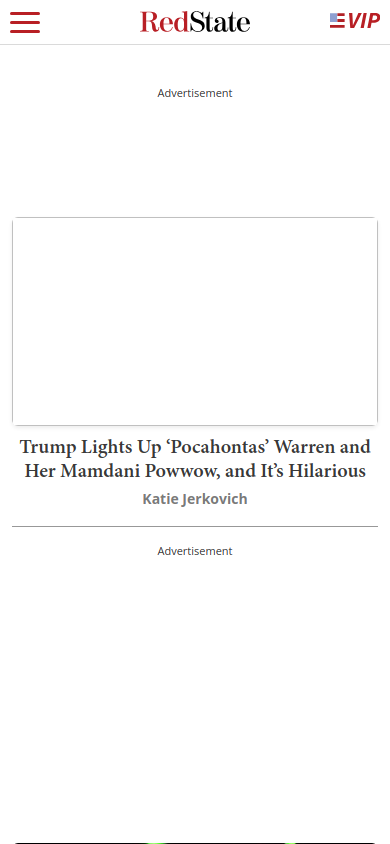 RedState
VIP
Advertisement
Trump Lights Up ‘Pocahontas’ Warren and
Her Mamdani Powwow, and It’s Hilarious
Katie Jerkovich
Advertisement